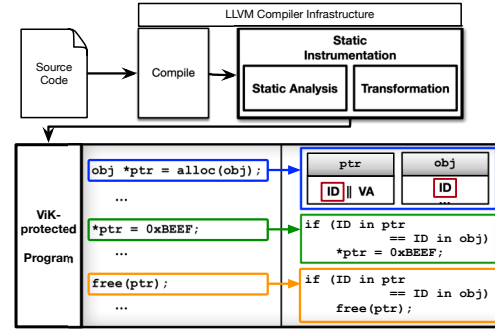 LLVM Compiler Infrastructure
Source
Code
Compile
Static
Instrumentation
Static Analysis
Transformation
ViK-
protected
Program
obj *ptr = alloc(obj);
...
*ptr = 0xBEEF;
...
free(ptr);
...
ptr
ID || VA
obj
ID
...
if (ID in ptr
== ID in obj)
*ptr = 0xBEEF;
if (ID in ptr
== ID in obj)
free(ptr);